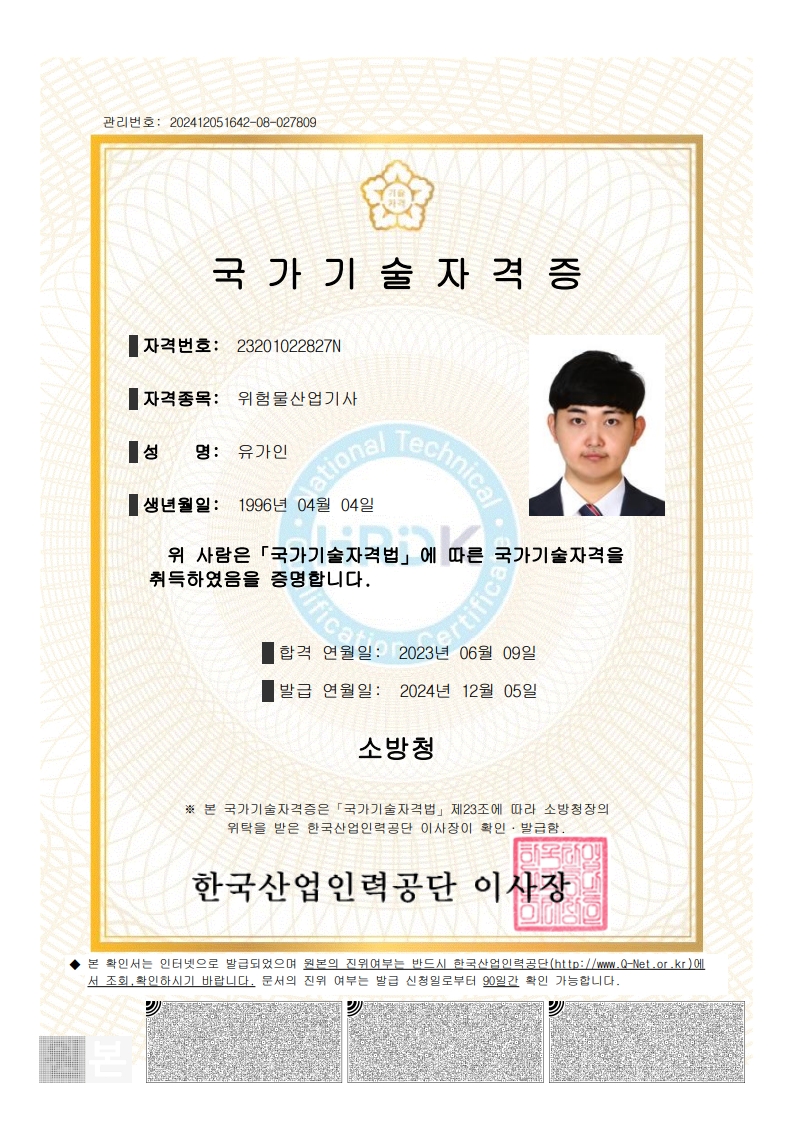 관리번호: 202412051642-08-027809
기술
자격
국가기술자격증
자격번호: 23201022827N
자격종목: 위험물산업기사
성 명: 유가인
생년월일: 1996년 04월 04일
National Technical
HRDK
Qualification Certificate
위 사람은「국가기술자격법」에 따른 국가기술자격을
취득하였음을 증명합니다.
합격 연월일: 2023년 06월 09일
발급 연월일: 2024년 12월 05일
소방청
※ 본 국가기술자격증은「국가기술자격법」제23조에 따라 소방청장의
위탁을 받은 한국산업인력공단 이사장이 확인·발급함.
한국산업인력공단 이사장
◆ 본 확인서는 인터넷으로 발급되었으며 원본의 진위여부는 반드시 한국산업인력공단(http://www.Q-Net.or.kr)에
서 조회,확인하시기 바랍니다. 문서의 진위 여부는 발급 신청일로부터 90일간 확인 가능합니다.
본